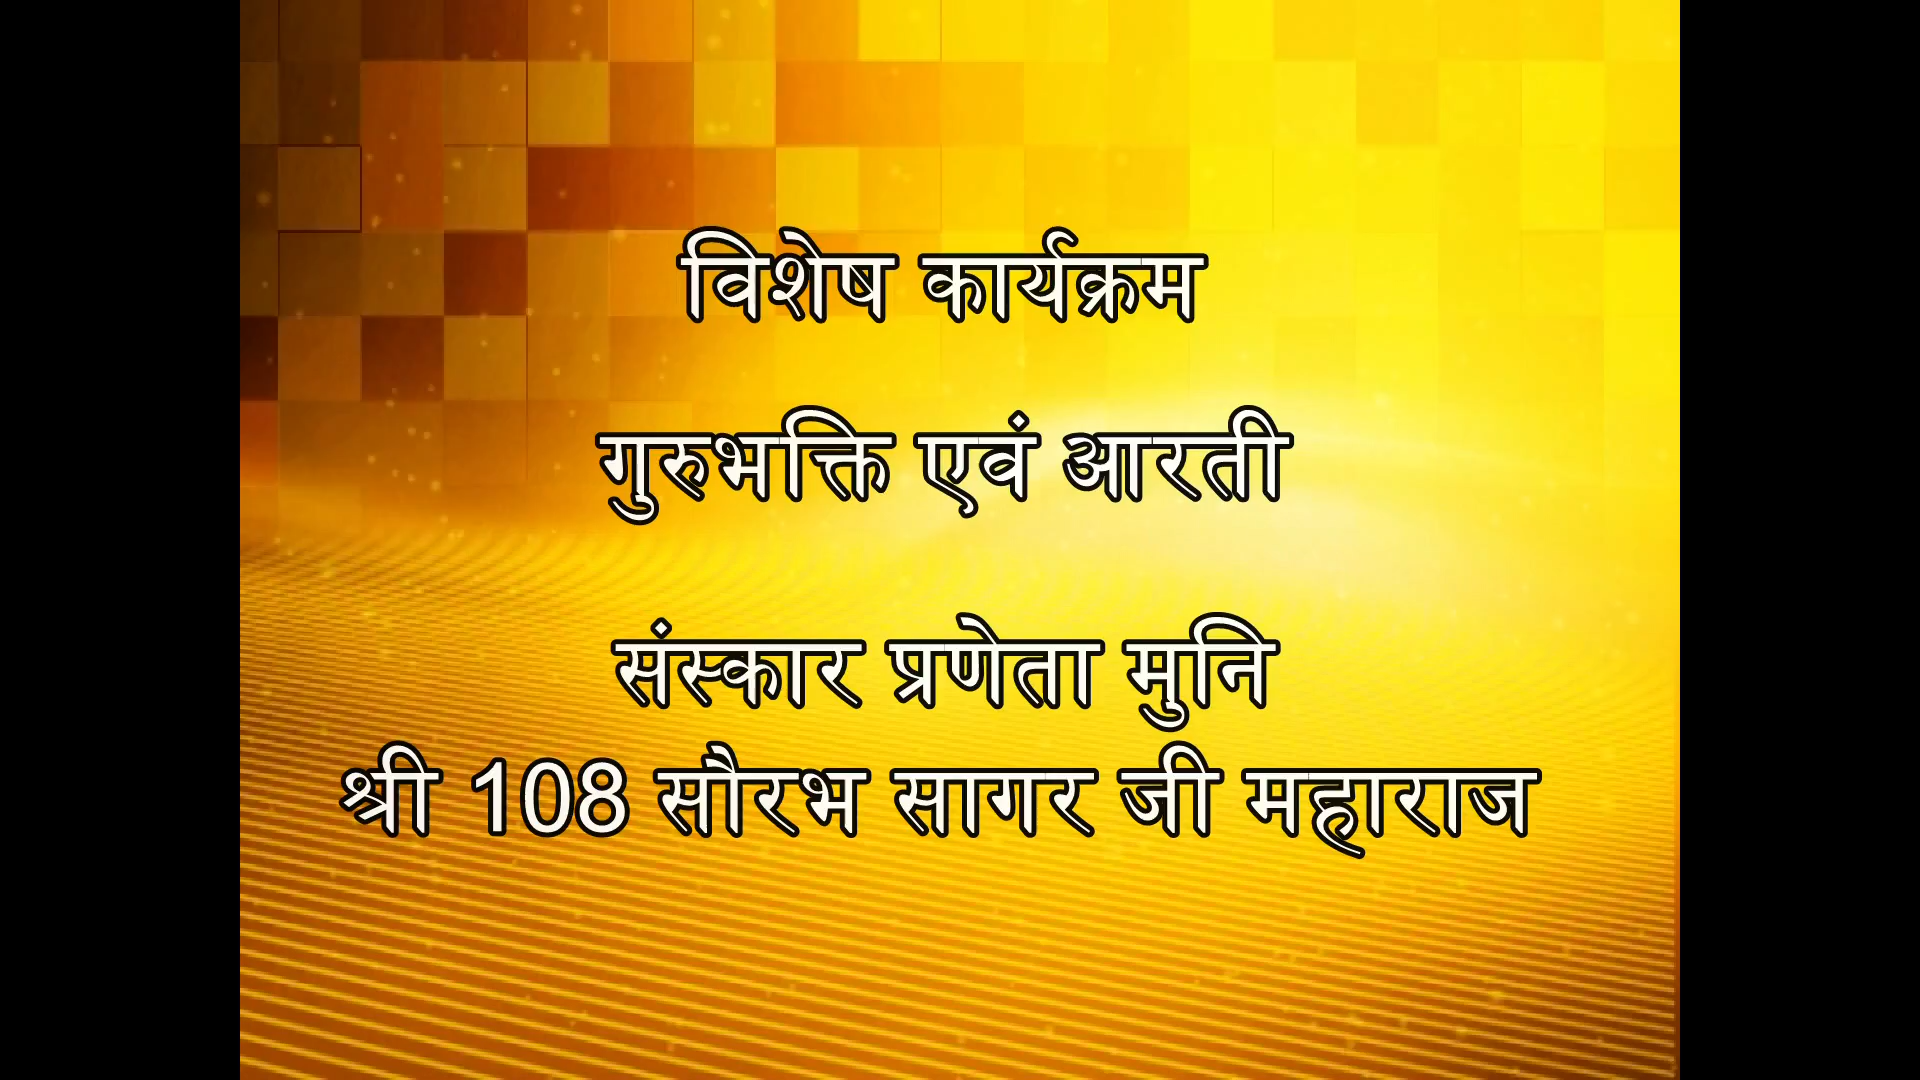 विशेष कार्यक्रम
गुरुभक्ति एवं आरती
संस्कार प्रणेता मुनि
श्री 108 सौरभ सागर जी महाराज